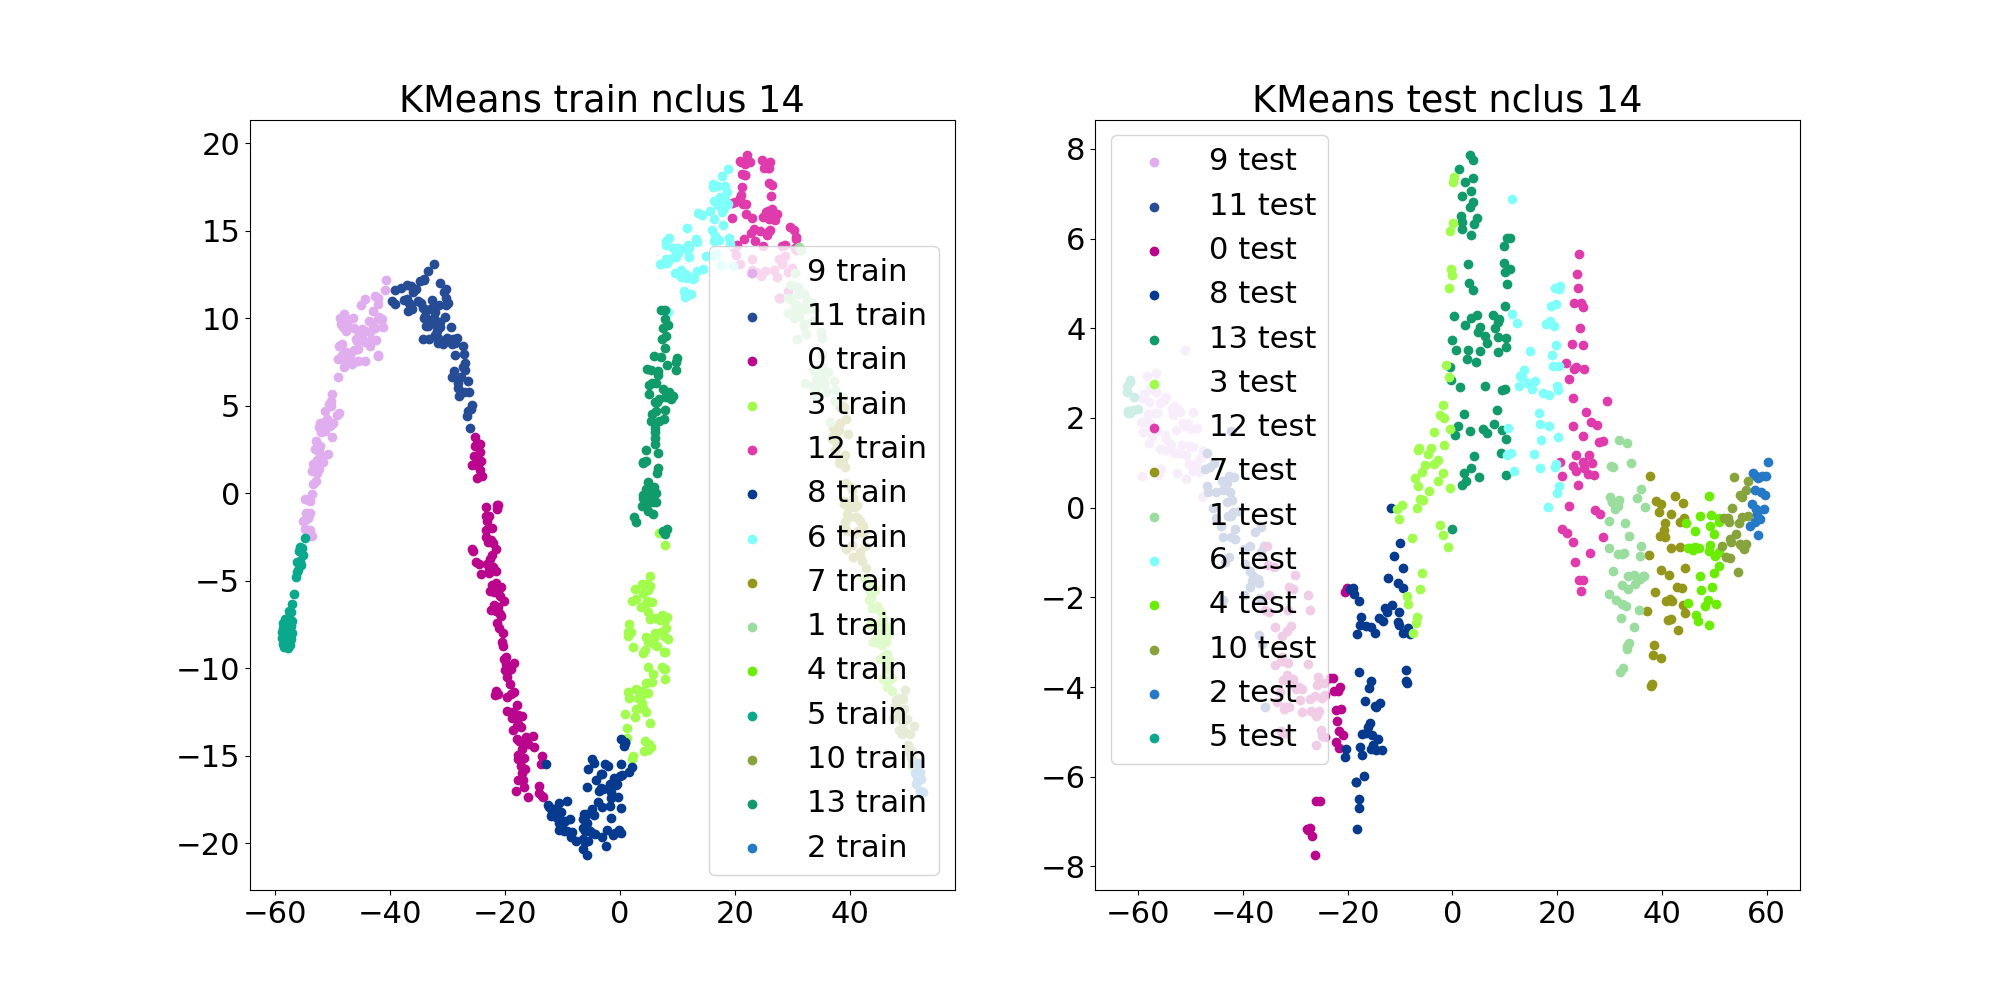 KMeans train nclus 14
20
15
10
5
0
−5
−10
−15
−20
−60 −40 −20 0 20 40
9 train
11 train
0 train
3 train
12 train
8 train
6 train
7 train
1 train
4 train
5 train
10 train
13 train
2 train
KMeans test nclus 14
8
6
4
2
0
−2
−4
−6
−8
−60 −40 −20 0 20 40 60
9 test
11 test
0 test
8 test
13 test
3 test
12 test
7 test
1 test
6 test
4 test
10 test
2 test
5 test